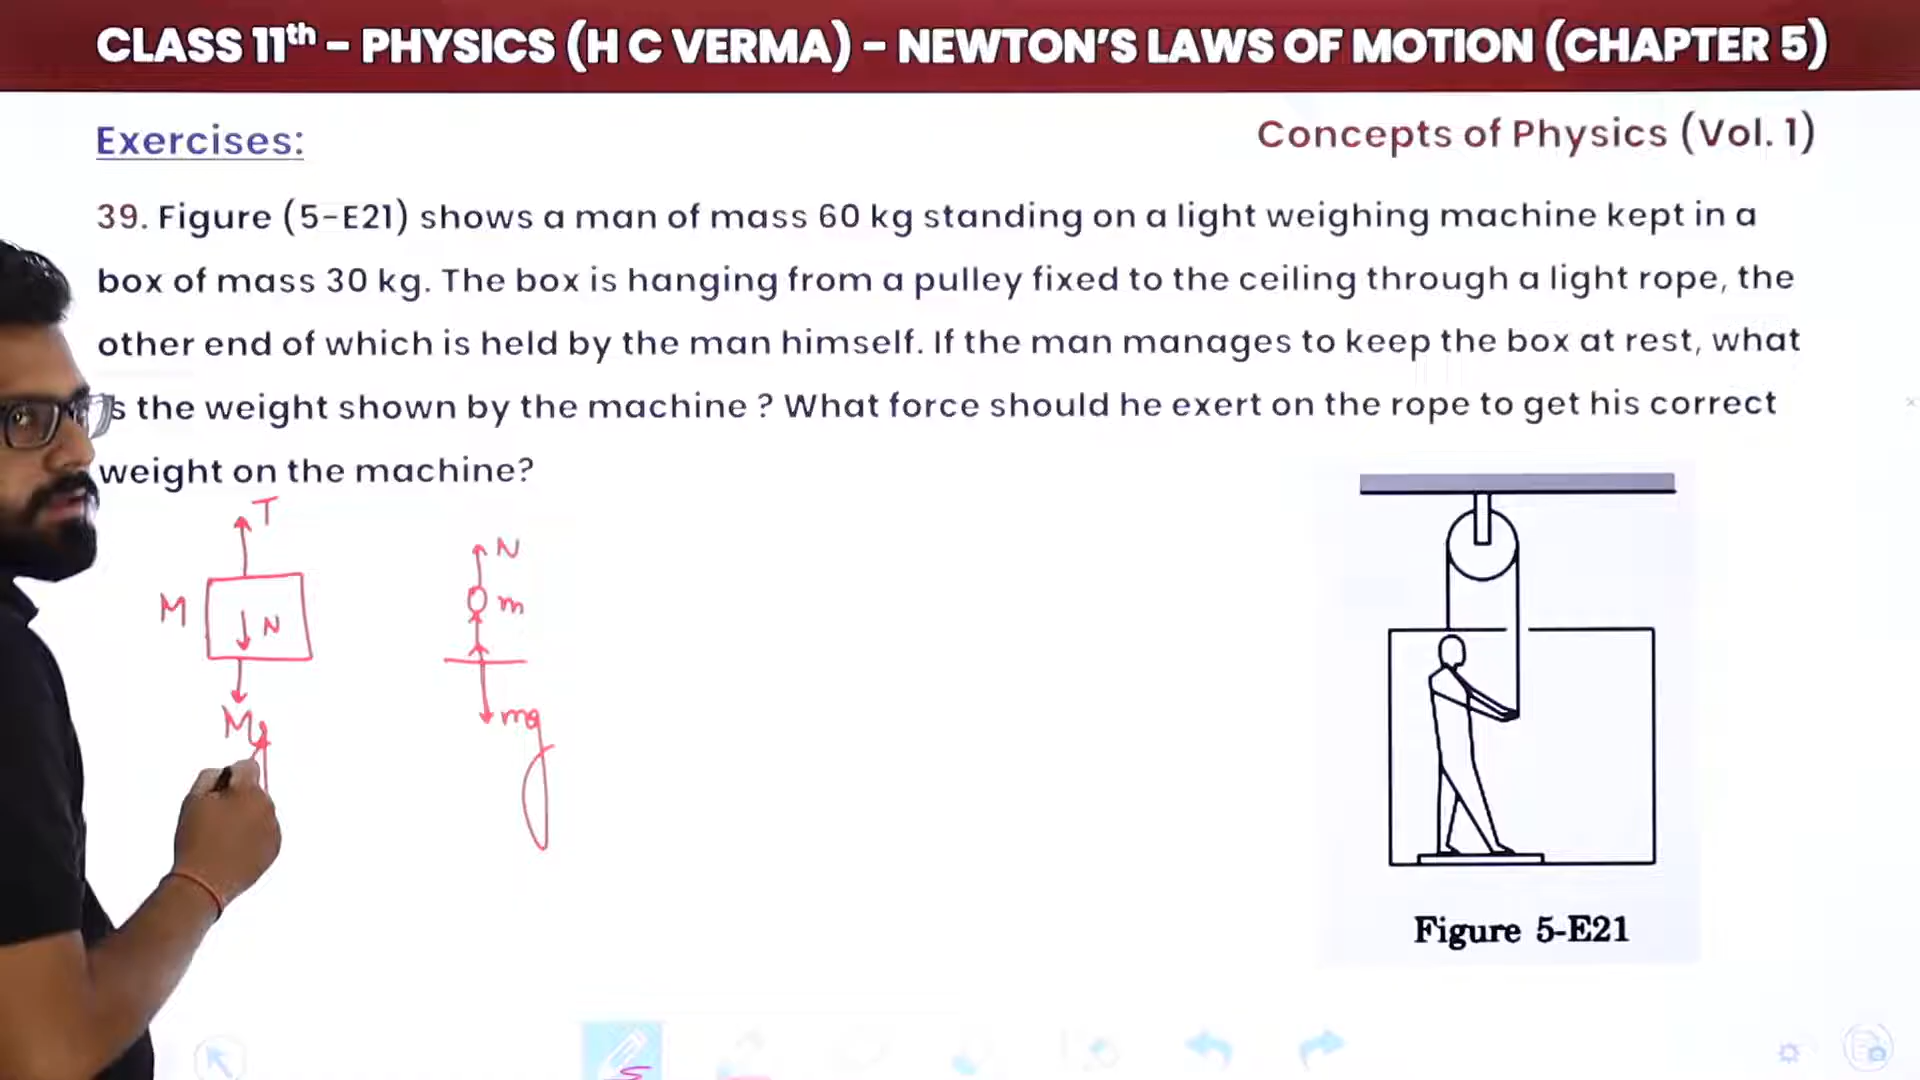 CLASS 11th – PHYSICS (H C VERMA) – NEWTON'S LAWS OF MOTION (CHAPTER 5)
Exercises:
Concepts of Physics (Vol. 1)
39. Figure (5-E21) shows a man of mass 60 kg standing on a light weighing machine kept in a
box of mass 30 kg. The box is hanging from a pulley fixed to the ceiling through a light rope, the
other end of which is held by the man himself. If the man manages to keep the box at rest, what
s the weight shown by the machine ? What force should he exert on the rope to get his correct
weight on the machine?
T
N
M
N
m
Mg
mg
Figure 5-E21